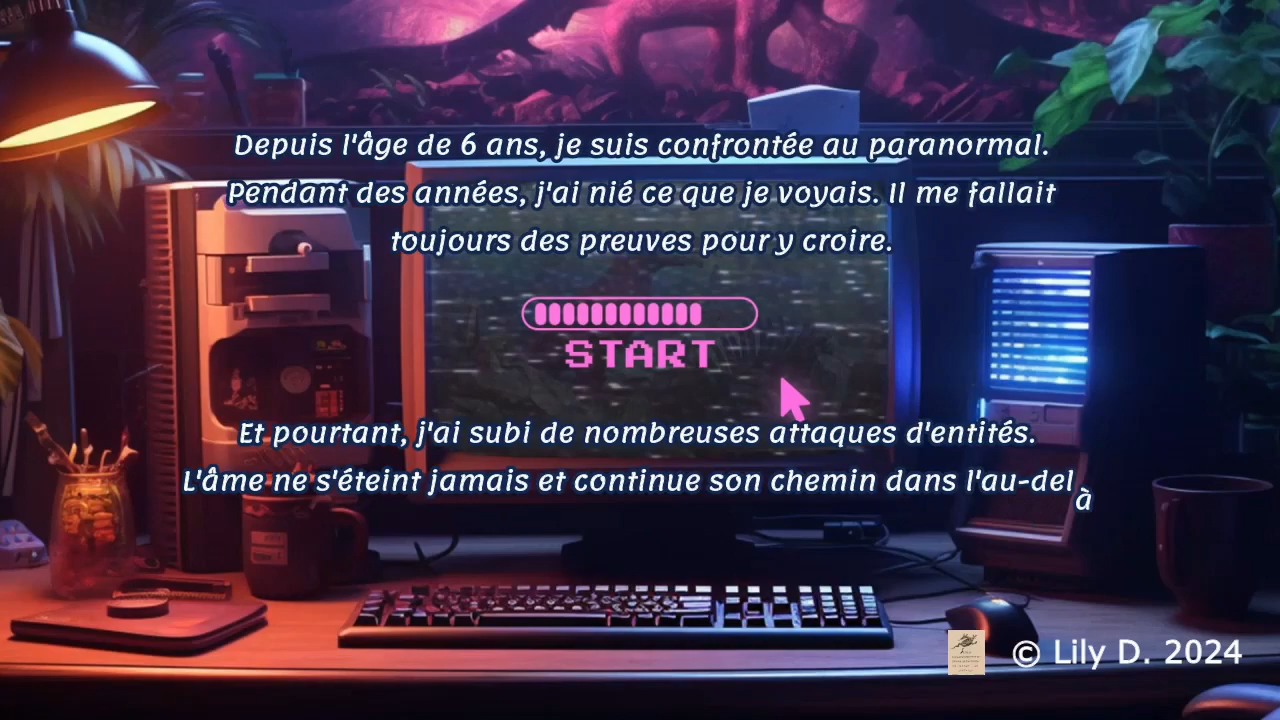 Depuis l'âge de 6 ans, je suis confrontée au paranormal.
Pendant des années, j'ai nié ce que je voyais. Il me fallait
toujours des preuves pour y croire.
START
Et pourtant, j'ai subi de nombreuses attaques d'entités.
L'âme ne s'éteint jamais et continue son chemin dans l'au-delà
© Lily D. 2024